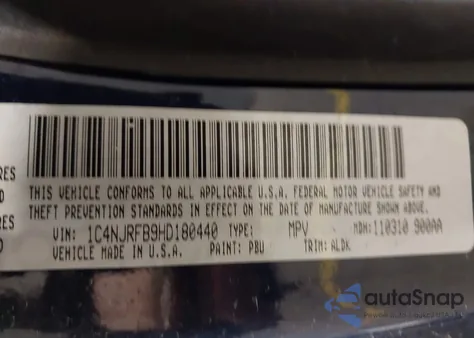 RES
D
RES
D
THIS VEHICLE CONFORMS TO ALL APPLICABLE U.S.A. FEDERAL MOTOR VEHICLE SAFETY AND
THEFT PREVENTION STANDARDS IN EFFECT ON THE DATE OF MANUFACTURE SHOWN ABOVE.
VIN: 1C4NJRFB9HD180440 TYPE: MPV MDH: 110310 900AA
VEHICLE MADE IN U.S.A. PAINT: PBU TRIM: ALDK
autoSnap